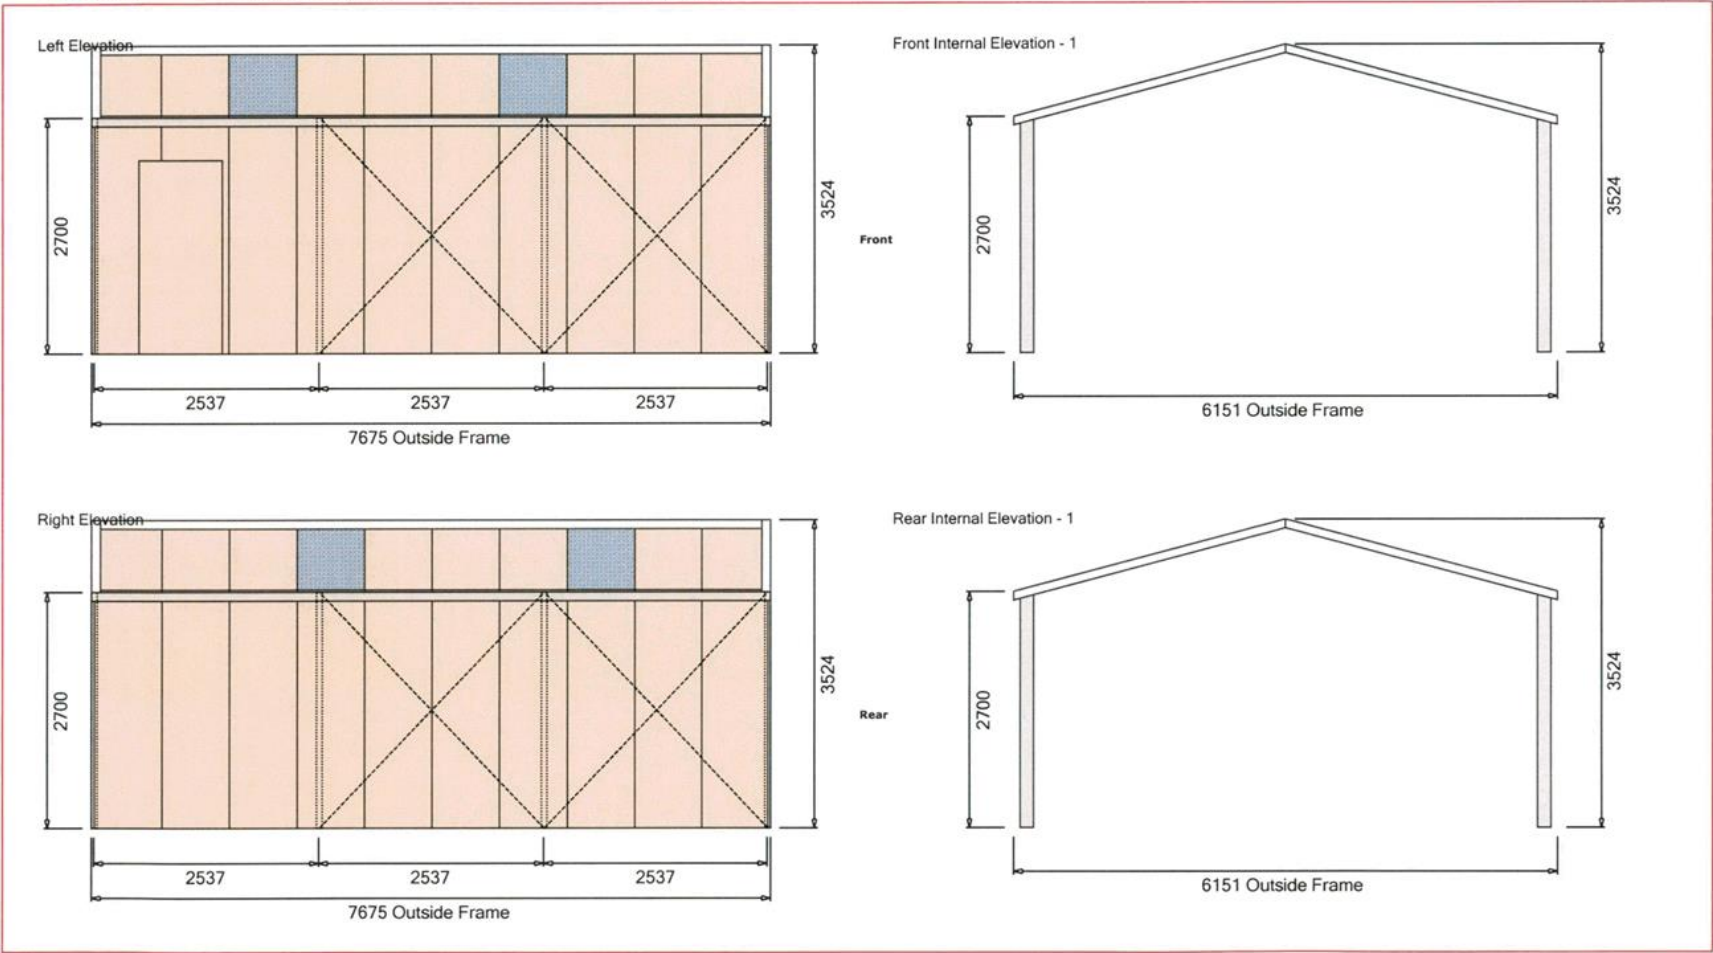 Left Elevation
2700
3524
2537
2537
2537
7675 Outside Frame
Front
Front Internal Elevation - 1
2700
3524
6151 Outside Frame
Right Elevation
2700
3524
2537
2537
2537
7675 Outside Frame
Rear
Rear Internal Elevation - 1
2700
3524
6151 Outside Frame